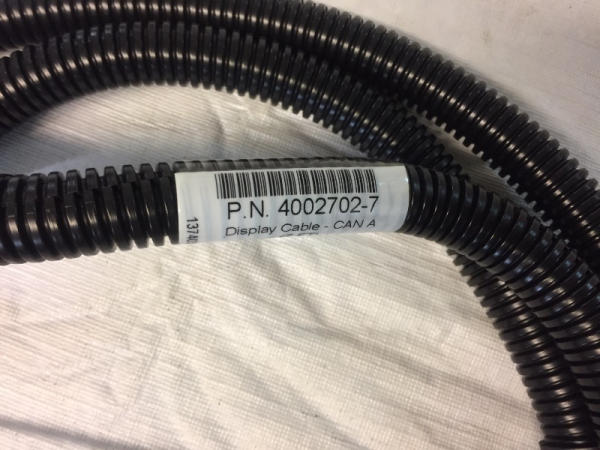 P.N. 4002702-7
Display Cable - CAN A